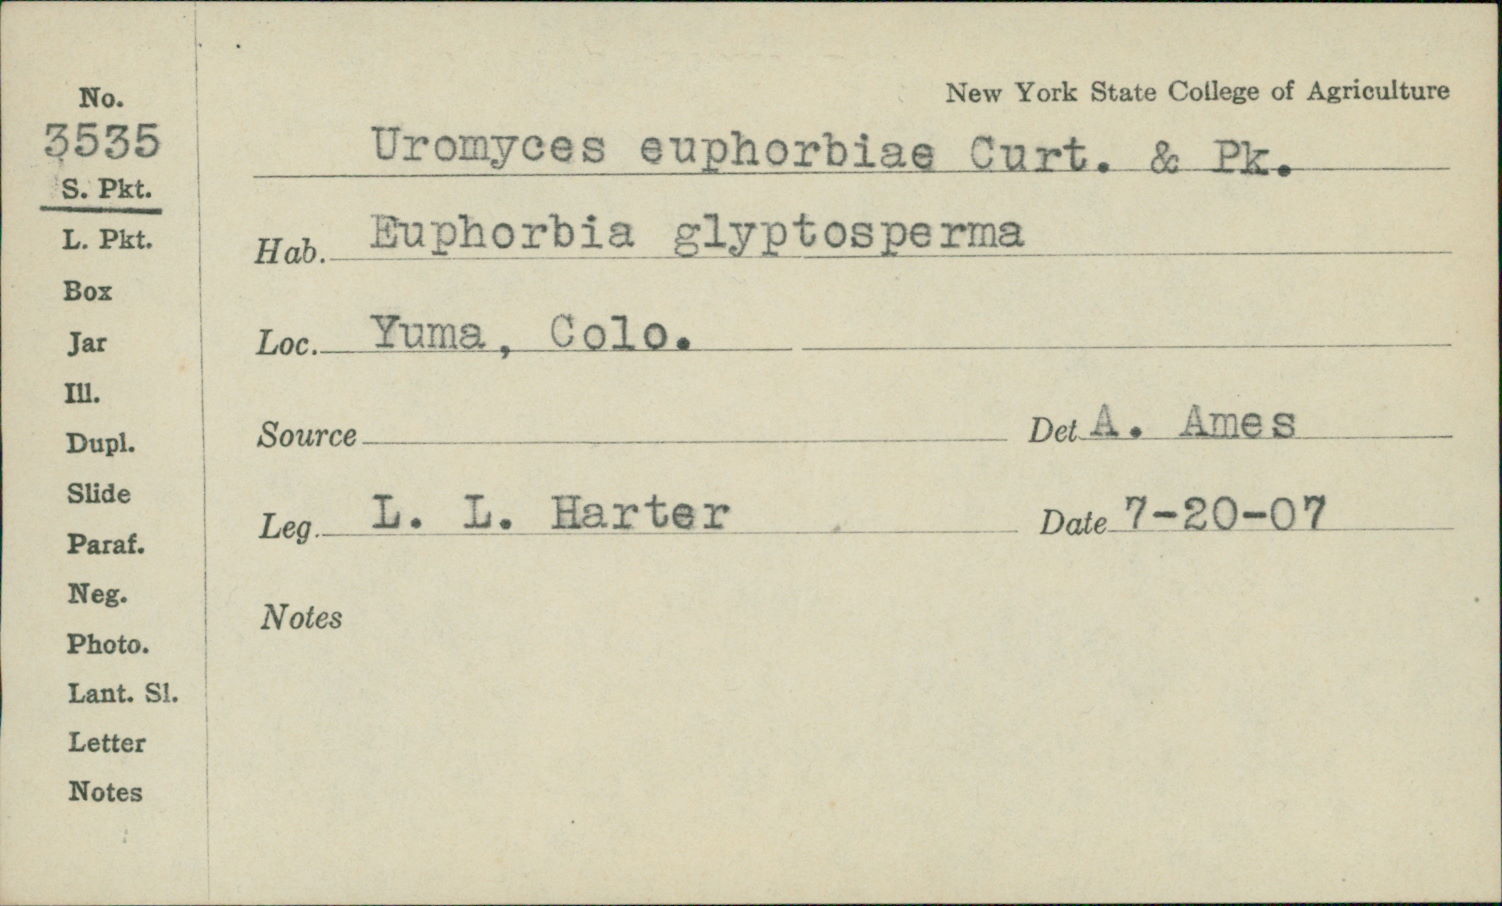 No.
3535
S. Pkt.
L. Pkt.
Box
Jar
Ill.
Dupl.
Slide
Paraf.
Neg.
Photo.
Lant. Sl.
Letter
Notes
New York State College of Agriculture
Uromyces euphorbiae Curt. & Pk.
Hab. Euphorbia glyptosperma
Loc. Yuma, Colo.
Source Det A. Ames
Leg. L. L. Harter Date 7-20-07
Notes